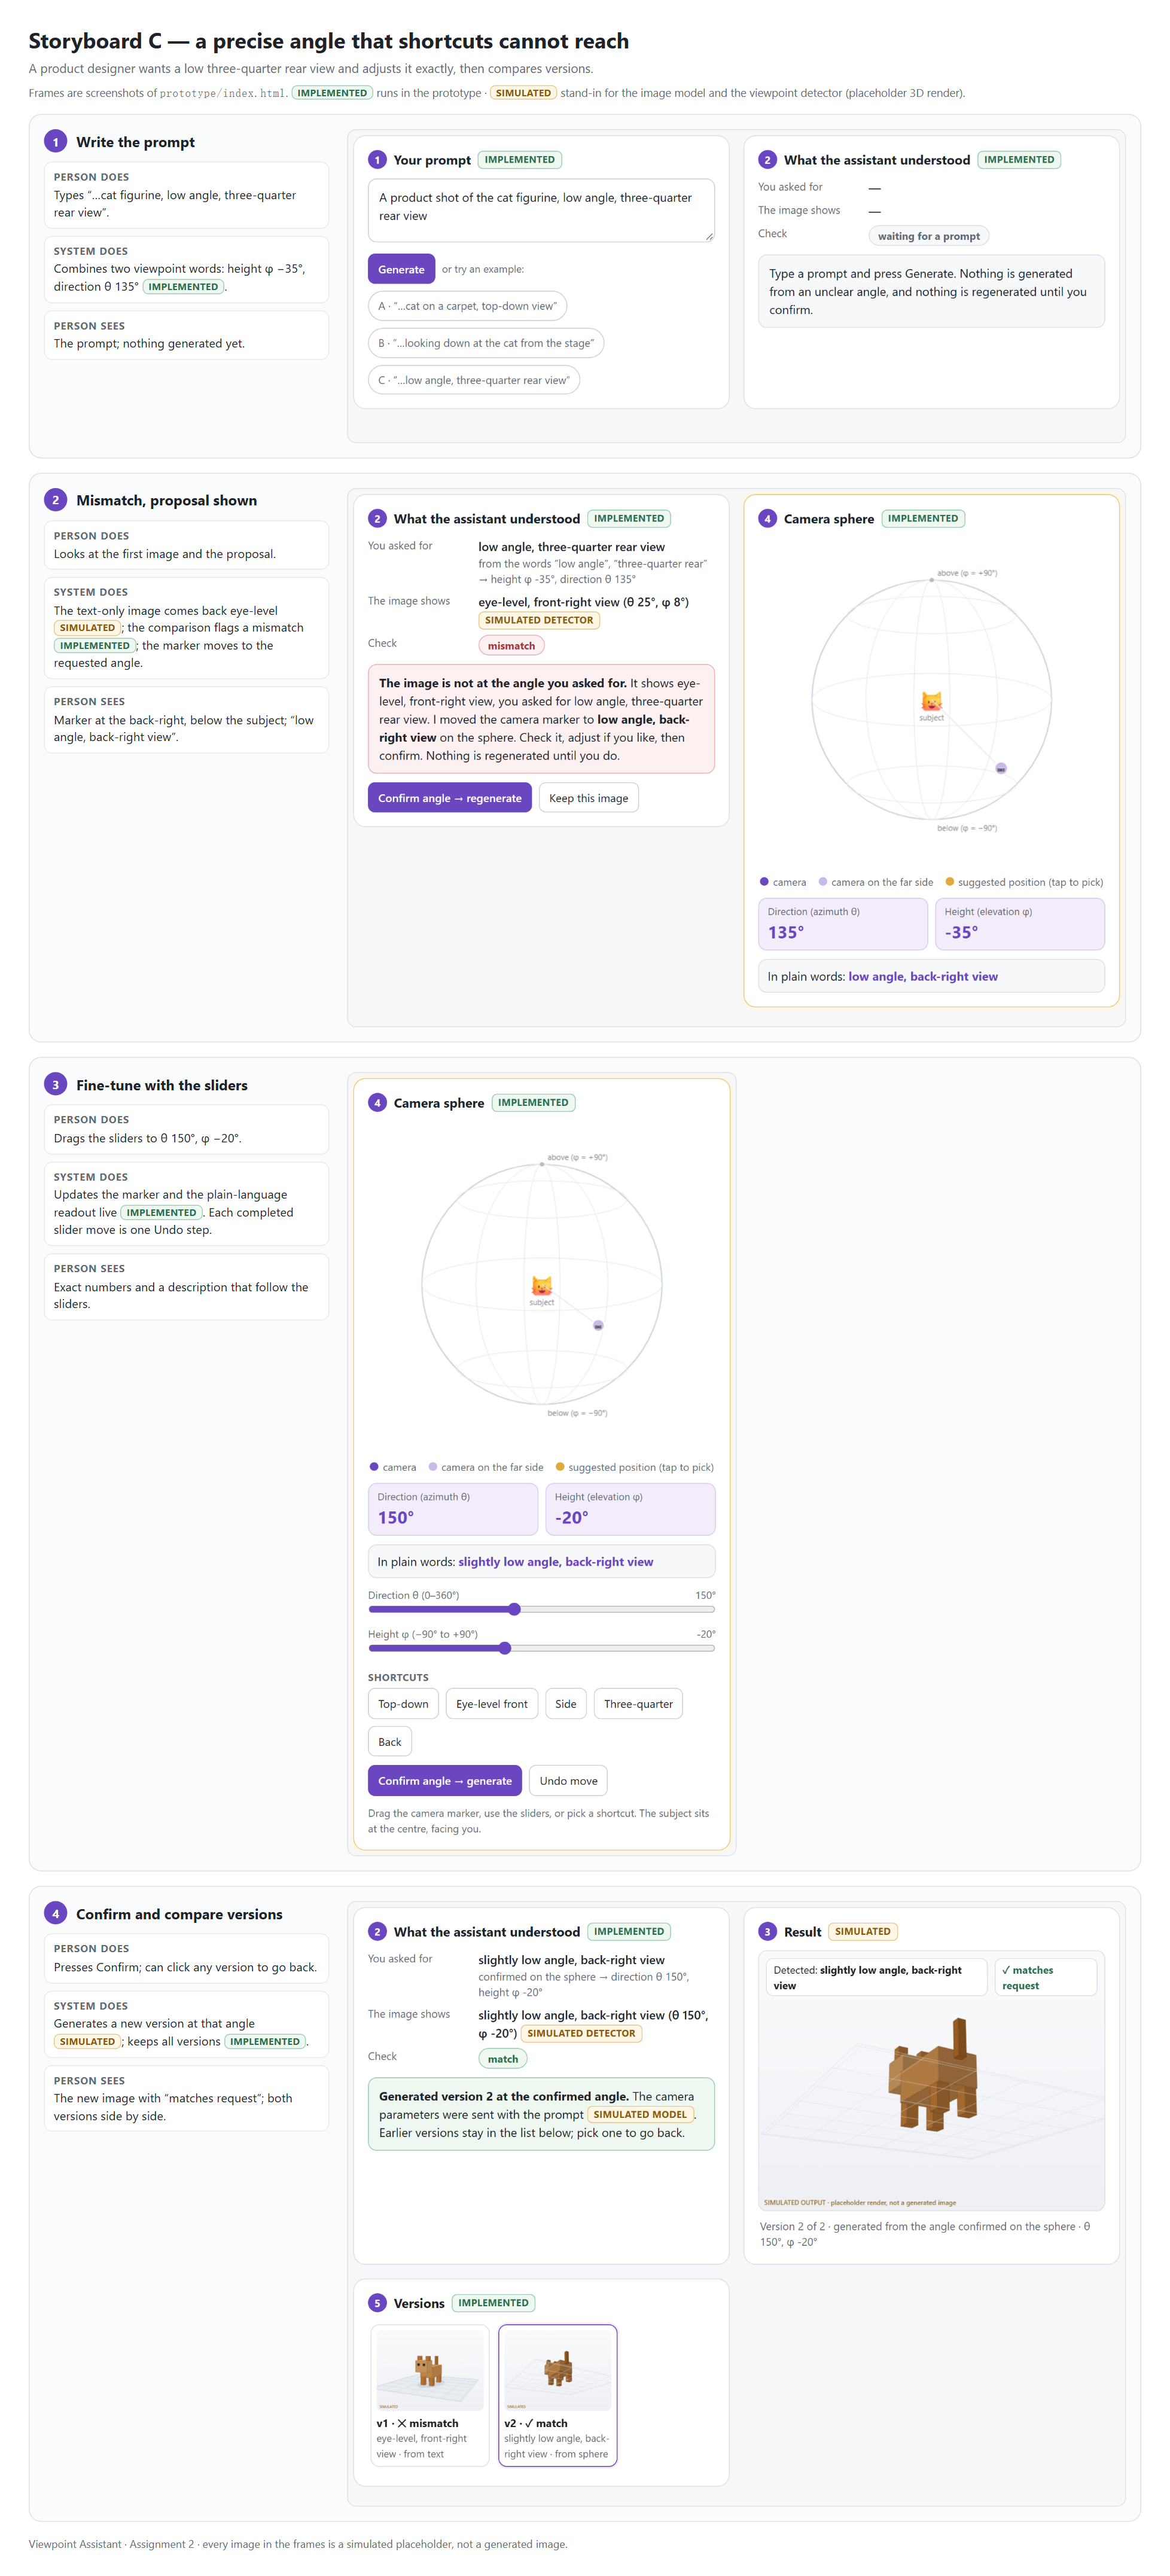 Storyboard C — a precise angle that shortcuts cannot reach
A product designer wants a low three-quarter rear view and adjusts it exactly, then compares versions.
Frames are screenshots of prototype/index.html. IMPLEMENTED runs in the prototype · SIMULATED stand-in for the image model and the viewpoint detector (placeholder 3D render).
1 Write the prompt
PERSON DOES
Types “…cat figurine, low angle, three-quarter
rear view”.
SYSTEM DOES
Combines two viewpoint words: height φ −35°,
direction θ 135° IMPLEMENTED.
PERSON SEES
The prompt; nothing generated yet.
1 Your prompt IMPLEMENTED
A product shot of the cat figurine, low angle, three-quarter
rear view
Generate or try an example:
A · “…cat on a carpet, top-down view”
B · “…looking down at the cat from the stage”
C · “…low angle, three-quarter rear view”
2 What the assistant understood IMPLEMENTED
You asked for —
The image shows —
Check waiting for a prompt
Type a prompt and press Generate. Nothing is generated
from an unclear angle, and nothing is regenerated until you
confirm.
2 Mismatch, proposal shown
PERSON DOES
Looks at the first image and the proposal.
SYSTEM DOES
The text-only image comes back eye-level
SIMULATED; the comparison flags a mismatch
IMPLEMENTED; the marker moves to the
requested angle.
PERSON SEES
Marker at the back-right, below the subject; “low
angle, back-right view”.
2 What the assistant understood IMPLEMENTED
You asked for low angle, three-quarter rear view
from the words “low angle”, “three-quarter rear”
→ height φ -35°, direction θ 135°
The image shows eye-level, front-right view (θ 25°, φ 8°)
SIMULATED DETECTOR
Check mismatch
The image is not at the angle you asked for. It shows eye-
level, front-right view, you asked for low angle, three-quarter
rear view. I moved the camera marker to low angle, back-
right view on the sphere. Check it, adjust if you like, then
confirm. Nothing is regenerated until you do.
Confirm angle → regenerate Keep this image
4 Camera sphere IMPLEMENTED
above (φ = +90°)
subject
below (φ = −90°)
camera camera on the far side suggested position (tap to pick)
Direction (azimuth θ) Height (elevation φ)
135° -35°
In plain words: low angle, back-right view
3 Fine-tune with the sliders
PERSON DOES
Drags the sliders to θ 150°, φ −20°.
SYSTEM DOES
Updates the marker and the plain-language
readout live IMPLEMENTED. Each completed
slider move is one Undo step.
PERSON SEES
Exact numbers and a description that follow the
sliders.
4 Camera sphere IMPLEMENTED
above (φ = +90°)
subject
below (φ = −90°)
camera camera on the far side suggested position (tap to pick)
Direction (azimuth θ) Height (elevation φ)
150° -20°
In plain words: slightly low angle, back-right view
Direction θ (0–360°) 150°
Height φ (−90° to +90°) -20°
SHORTCUTS
Top-down Eye-level front Side Three-quarter
Back
Confirm angle → generate Undo move
Drag the camera marker, use the sliders, or pick a shortcut. The subject sits
at the centre, facing you.
4 Confirm and compare versions
PERSON DOES
Presses Confirm; can click any version to go back.
SYSTEM DOES
Generates a new version at that angle
SIMULATED; keeps all versions IMPLEMENTED.
PERSON SEES
The new image with “matches request”; both
versions side by side.
2 What the assistant understood IMPLEMENTED
You asked for slightly low angle, back-right view
confirmed on the sphere → direction θ 150°,
height φ -20°
The image shows slightly low angle, back-right view (θ 150°,
φ -20°) SIMULATED DETECTOR
Check match
Generated version 2 at the confirmed angle. The camera
parameters were sent with the prompt SIMULATED MODEL.
Earlier versions stay in the list below; pick one to go back.
3 Result SIMULATED
Detected: slightly low angle, back-right
view
✓ matches
request
SIMULATED OUTPUT · placeholder render, not a generated image
Version 2 of 2 · generated from the angle confirmed on the sphere · θ
150°, φ -20°
5 Versions IMPLEMENTED
SIMULATED
v1 · ✕ mismatch
eye-level, front-right
view · from text
SIMULATED
v2 · ✓ match
slightly low angle, back-
right view · from sphere
Viewpoint Assistant · Assignment 2 · every image in the frames is a simulated placeholder, not a generated image.